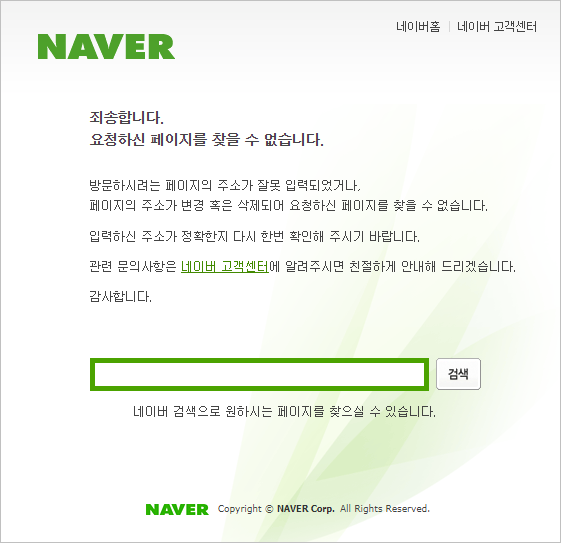 NAVER
네이버홈 | 네이버 고객센터
죄송합니다.
요청하신 페이지를 찾을 수 없습니다.
방문하시려는 페이지의 주소가 잘못 입력되었거나,
페이지의 주소가 변경 혹은 삭제되어 요청하신 페이지를 찾을 수 없습니다.
입력하신 주소가 정확한지 다시 한번 확인해 주시기 바랍니다.
관련 문의사항은 네이버 고객센터에 알려주시면 친절하게 안내해 드리겠습니다.
감사합니다.
검색
네이버 검색으로 원하시는 페이지를 찾으실 수 있습니다.
NAVER Copyright © NAVER Corp. All Rights Reserved.